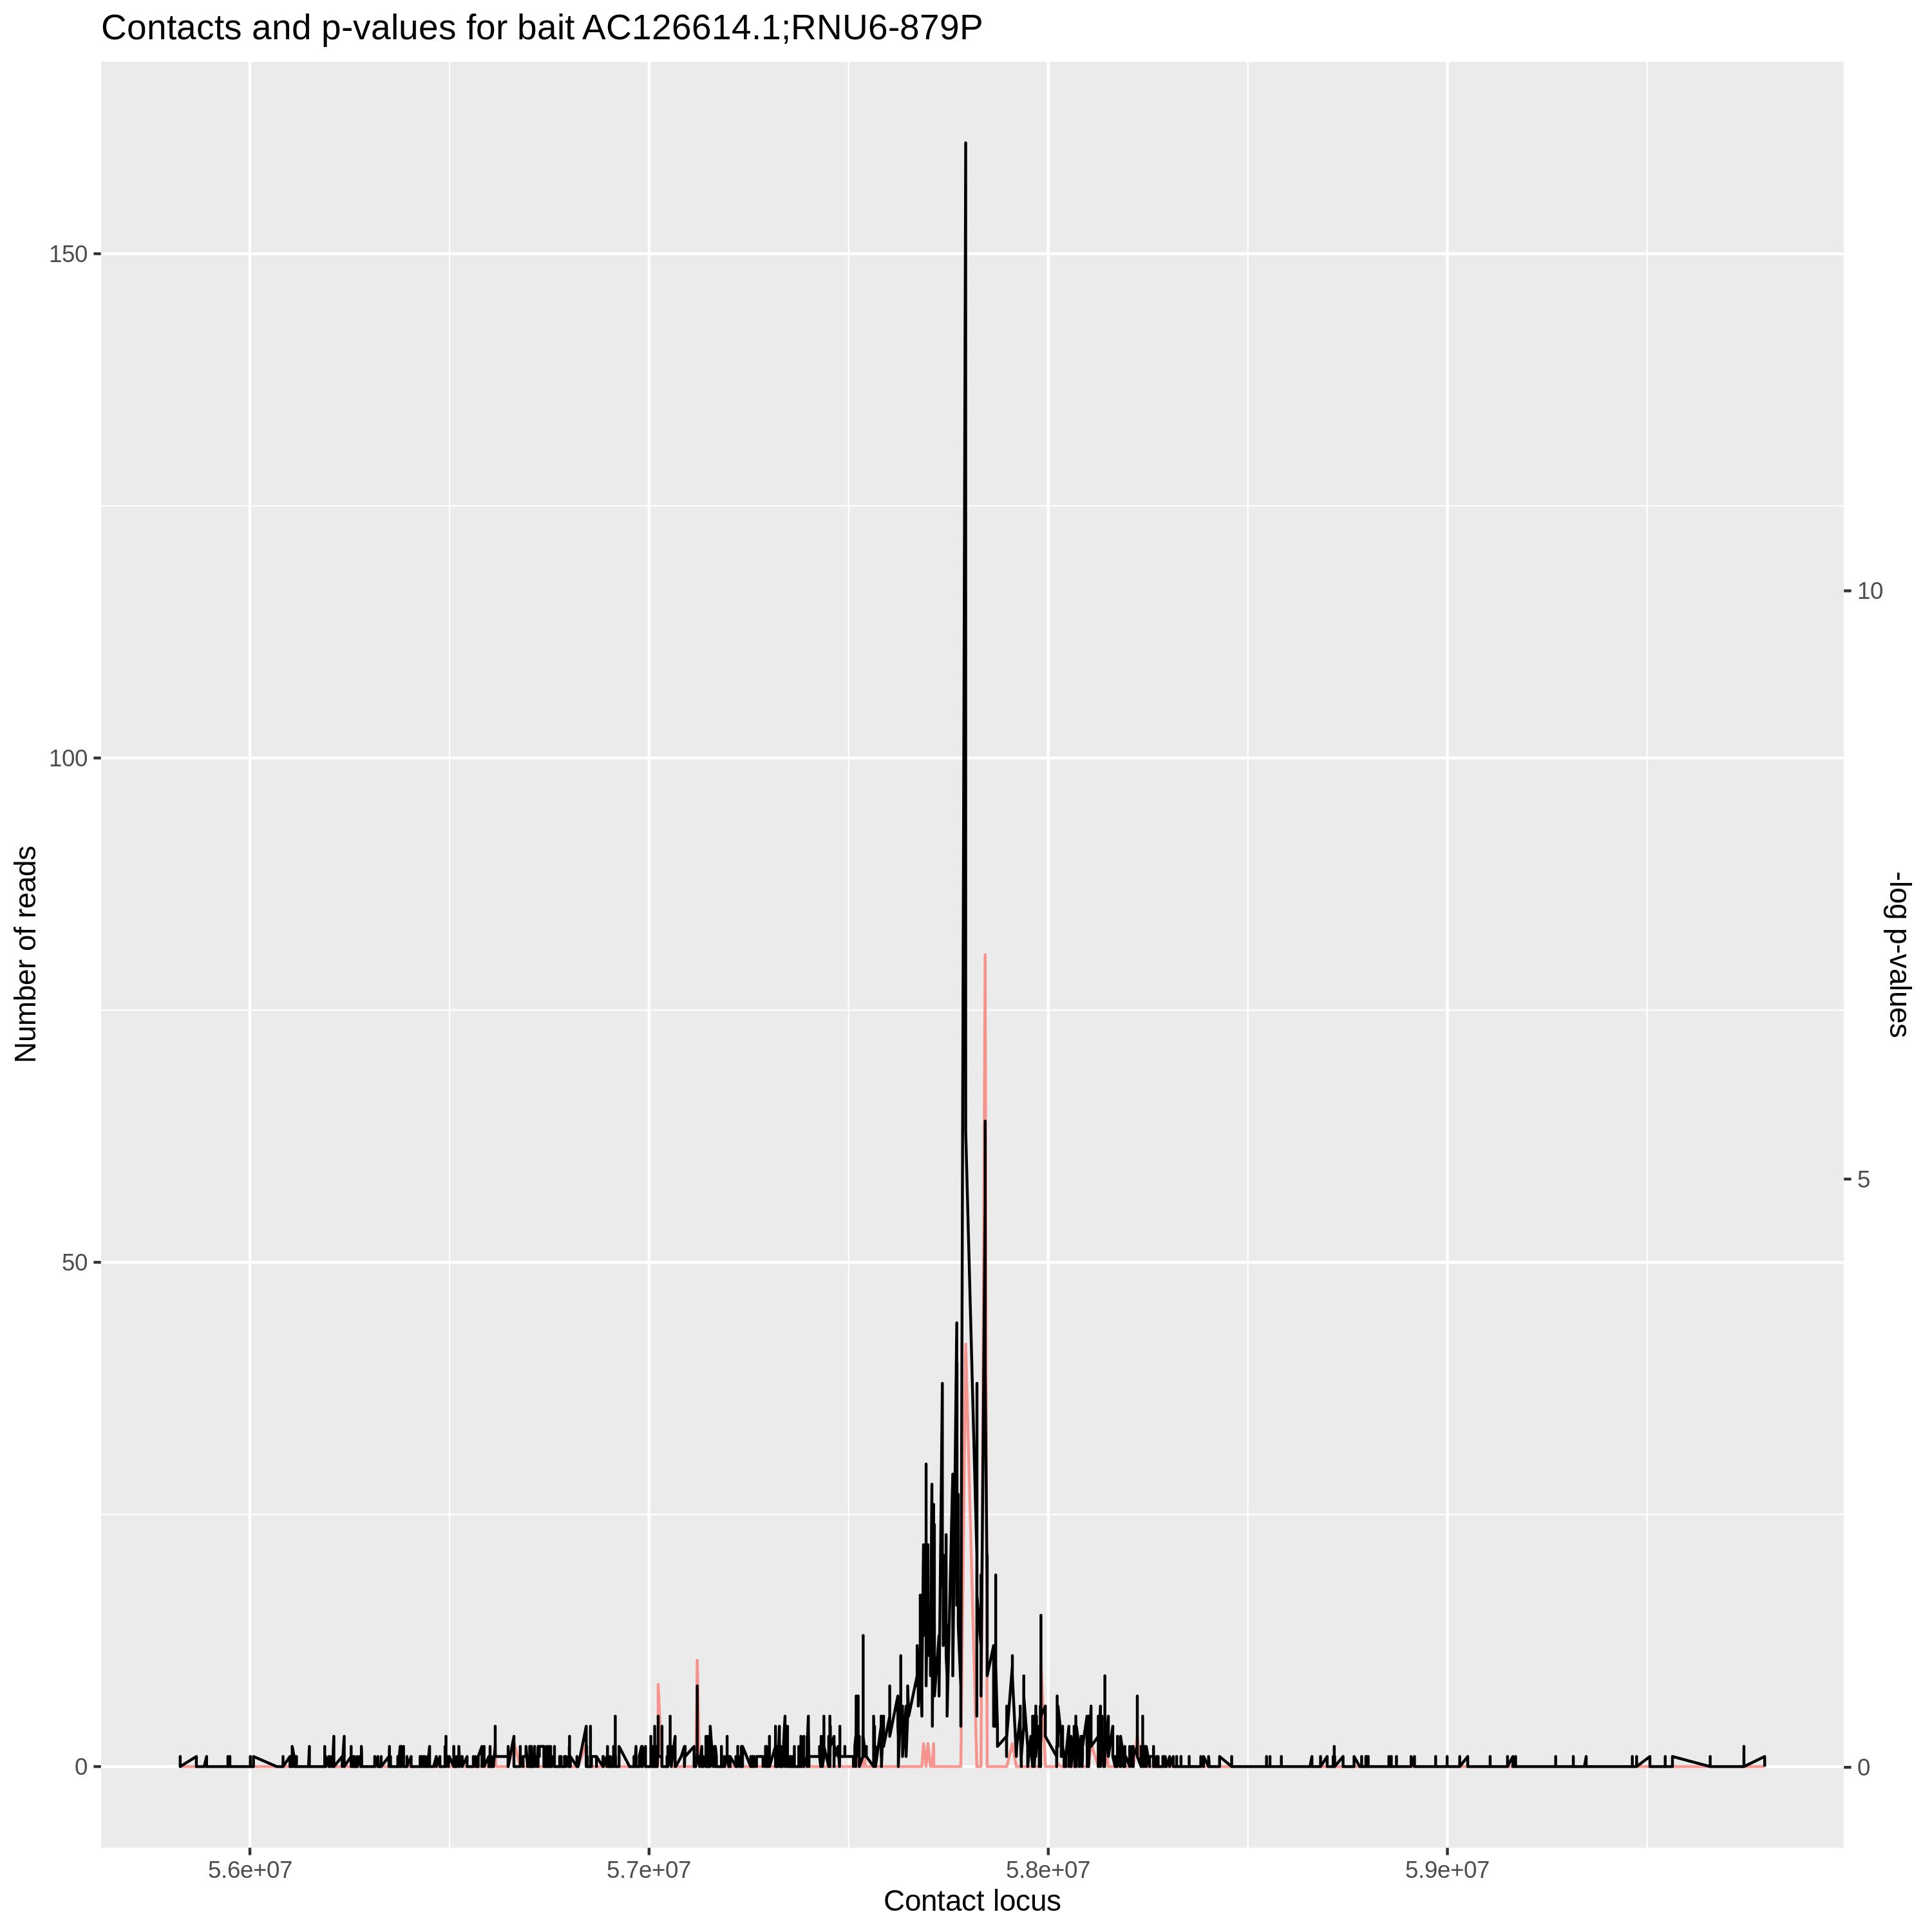 Contacts and p-values for bait AC126614.1;RNU6-879P
150
100
50
0
Number of reads
10
5
0
-log p-values
5.6e+07
5.7e+07
5.8e+07
5.9e+07
Contact locus